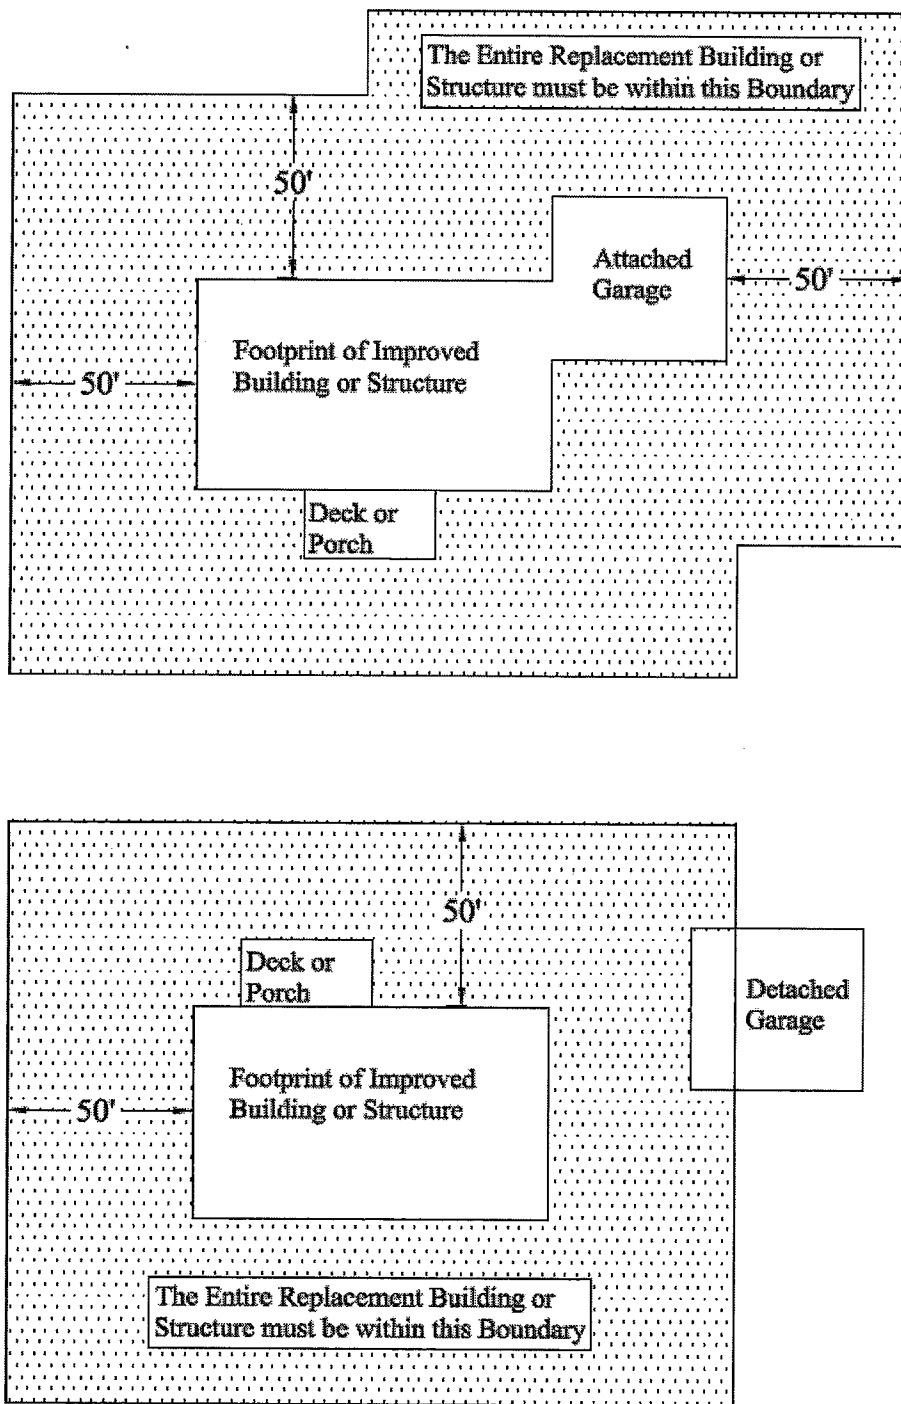 The Entire Replacement Building or
Structure must be within this Boundary
50'
Attached
Garage
50'
Footprint of Improved
Building or Structure
50'
Deck or
Porch
50'
Deck or
Porch
Detached
Garage
Footprint of Improved
Building or Structure
50'
The Entire Replacement Building or
Structure must be within this Boundary